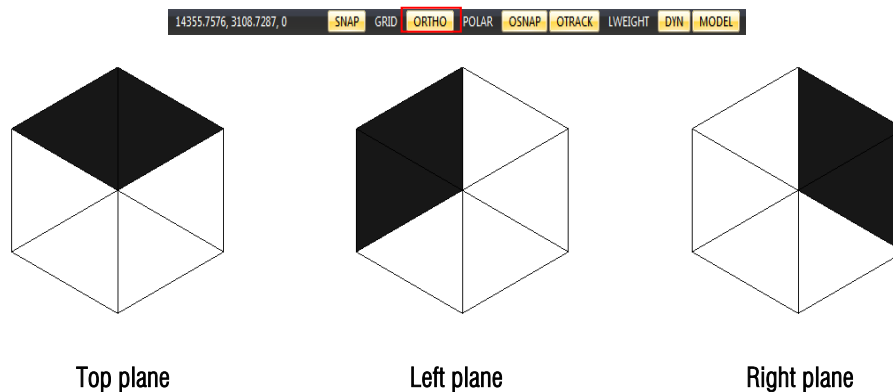 14355.7576, 3108.7287, 0 SNAP GRID ORTHO POLAR OSNAP OTRACK LWEIGHT DYN MODEL
Top plane Left plane Right plane